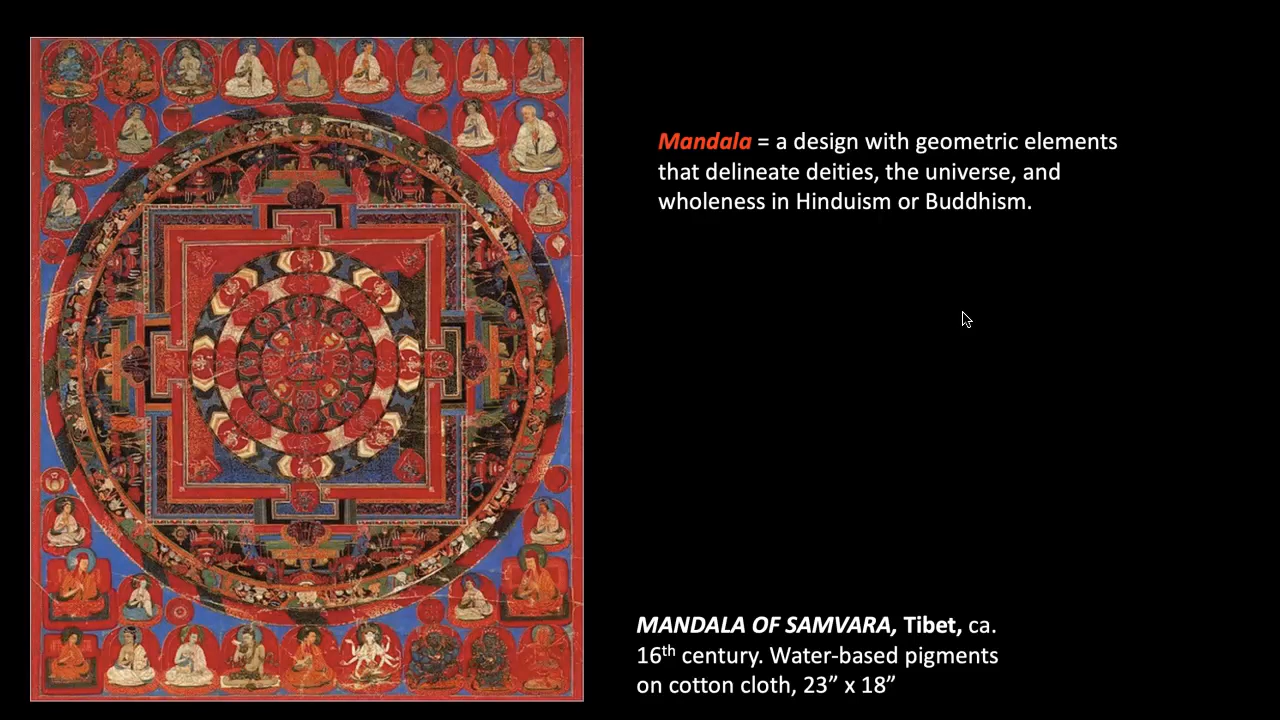 Mandala = a design with geometric elements
that delineate deities, the universe, and
wholeness in Hinduism or Buddhism.
MANDALA OF SAMVARA, Tibet, ca.
16th century. Water-based pigments
on cotton cloth, 23” x 18”